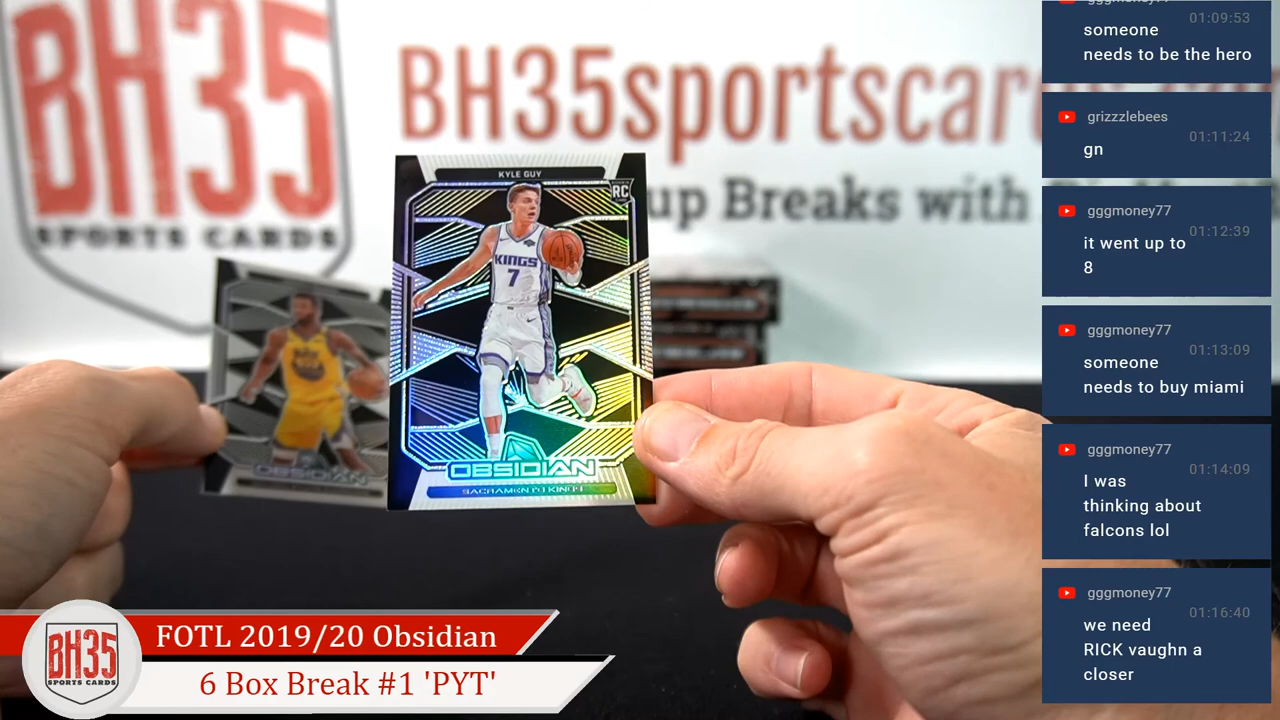 BH35
SPORTS CARDS
BH35sportscar
up Breaks with
KYLE GUY
RC
KINGS
7
OBSIDIAN
SACRAMENTO KINGS
OBSIDIAN
BH35
SPORTS CARDS
FOTL 2019/20 Obsidian
6 Box Break #1 'PYT'
gggmoney77
01:09:53
someone
needs to be the hero
grizzzlebees
01:11:24
gn
gggmoney77
01:12:39
it went up to
8
gggmoney77
01:13:09
someone
needs to buy miami
gggmoney77
01:14:09
I was
thinking about
falcons lol
gggmoney77
01:16:40
we need
RICK vaughn a
closer